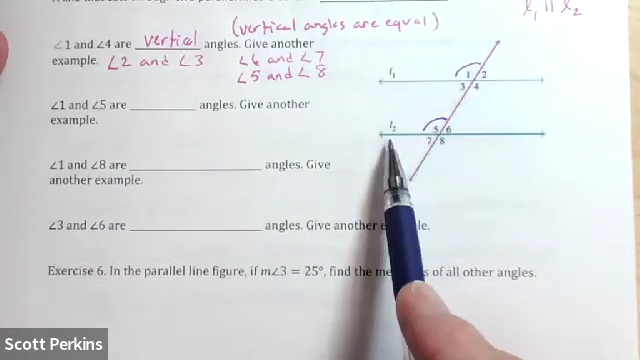 (vertical angles are equal)
l₁ || l₂
∠1 and ∠4 are vertical angles. Give another
example. ∠2 and ∠3 ∠6 and ∠7
∠5 and ∠8
l₁
1 2
3 4
∠1 and ∠5 are ____________ angles. Give another
example.
l₂
5 6
7 8
∠1 and ∠8 are ________________ angles. Give
another example.
∠3 and ∠6 are ________________ angles. Give another le.
Exercise 6. In the parallel line figure, if m∠3 = 25°, find the me s of all other angles.
Scott Perkins